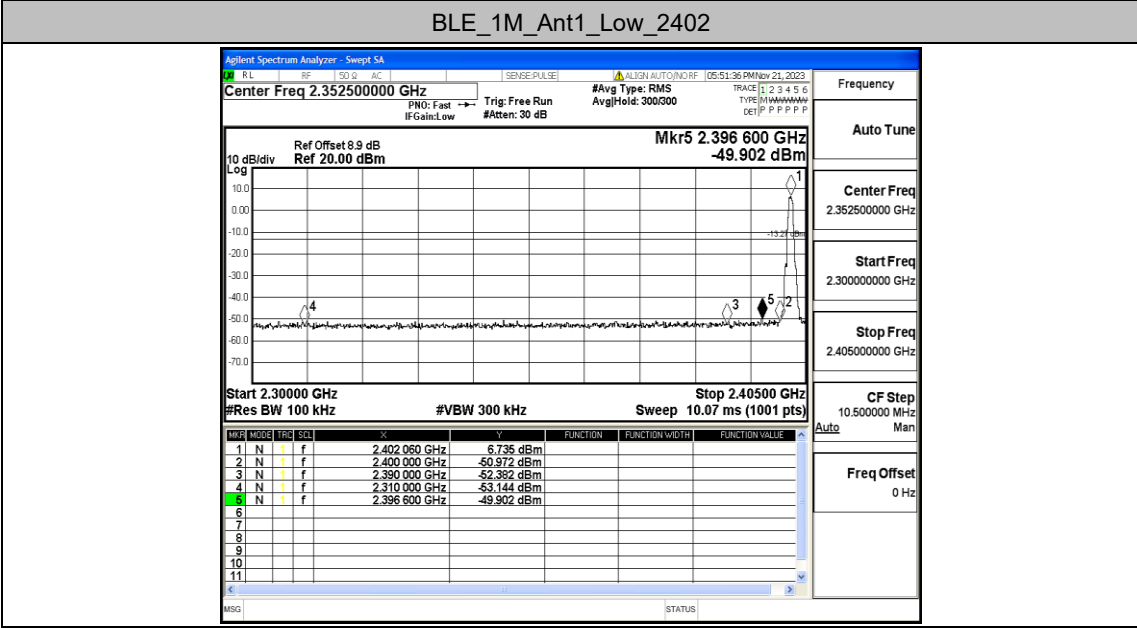 BLE_1M_Ant1_Low_2402
Agilent Spectrum Analyzer - Swept SA
LXI RL RF 50 Ω AC SENSE:PULSE ALIGN AUTO/NO RF 05:51:36 PM Nov 21, 2023
Center Freq 2.352500000 GHz
PNO: Fast
IFGain:Low
Trig: Free Run
#Atten: 30 dB
#Avg Type: RMS
Avg|Hold: 300/300
TRACE 1 2 3 4 5 6
TYPE M WWWWW
DET P P P P P P
Frequency
Auto Tune
Center Freq
2.352500000 GHz
Start Freq
2.300000000 GHz
Stop Freq
2.405000000 GHz
CF Step
10.500000 MHz
Auto Man
Freq Offset
0 Hz
Mkr5 2.396 600 GHz
-49.902 dBm
Ref Offset 8.9 dB
10 dB/div Ref 20.00 dBm
Log
10.0
0.00
-10.0
-20.0
-30.0
-40.0
-50.0
-60.0
-70.0
1
-13.27 dBm
4
3
5
2
Start 2.30000 GHz Stop 2.40500 GHz
#Res BW 100 kHz #VBW 300 kHz Sweep 10.07 ms (1001 pts)
MKR MODE TRC SCL X Y FUNCTION FUNCTION WIDTH FUNCTION VALUE
1 N 1 f 2.402 060 GHz 6.735 dBm
2 N 1 f 2.400 000 GHz -50.972 dBm
3 N 1 f 2.390 000 GHz -52.382 dBm
4 N 1 f 2.310 000 GHz -53.144 dBm
5 N 1 f 2.396 600 GHz -49.902 dBm
6
7
8
9
10
11
MSG STATUS